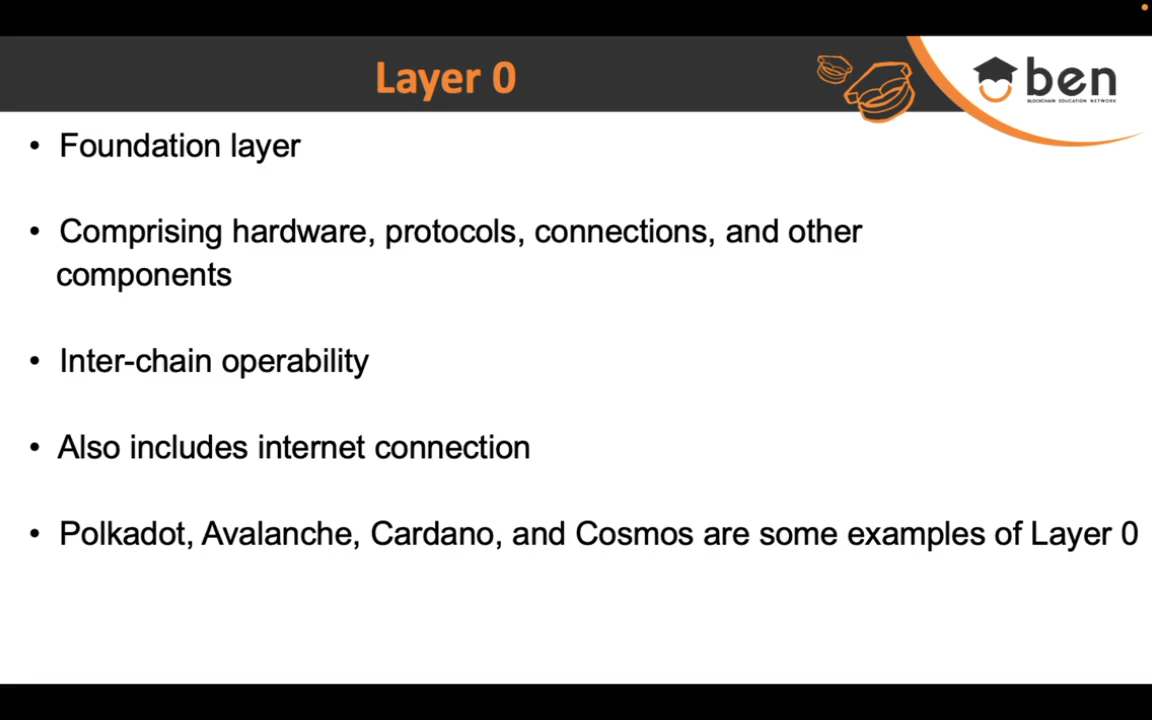 Layer 0
ben
BLOCKCHAIN EDUCATION NETWORK
• Foundation layer
• Comprising hardware, protocols, connections, and other
components
• Inter-chain operability
• Also includes internet connection
• Polkadot, Avalanche, Cardano, and Cosmos are some examples of Layer 0